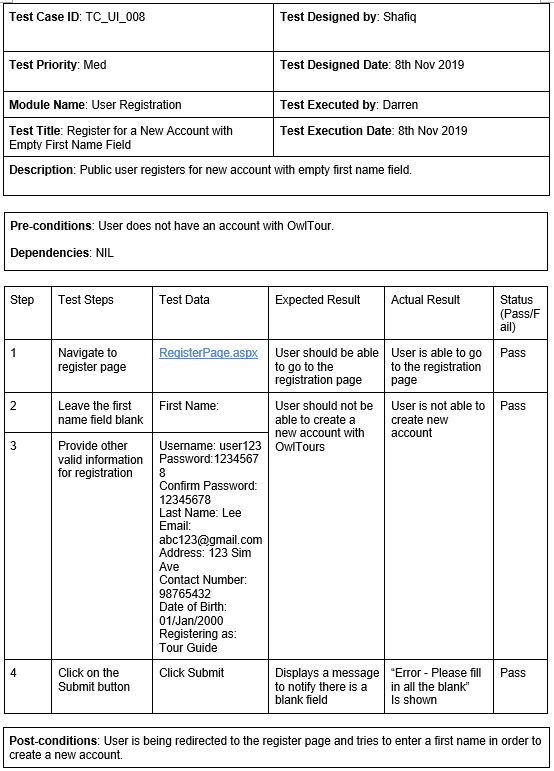 Test Case ID: TC_UI_008
Test Designed by: Shafiq
Test Priority: Med
Test Designed Date: 8th Nov 2019
Module Name: User Registration
Test Executed by: Darren
Test Title: Register for a New Account with
Empty First Name Field
Test Execution Date: 8th Nov 2019
Description: Public user registers for new account with empty first name field.
Pre-conditions: User does not have an account with OwlTour.
Dependencies: NIL
Step
Test Steps
Test Data
Expected Result
Actual Result
Status
(Pass/F
ail)
1
Navigate to
register page
RegisterPage.aspx
User should be able
to go to the
registration page
User is able to go
to the registration
page
Pass
2
Leave the first
name field blank
First Name:
User should not be
able to create a
new account with
OwlTours
User is not able to
create new
account
Pass
3
Provide other
valid information
for registration
Username: user123
Password:1234567
8
Confirm Password:
12345678
Last Name: Lee
Email:
abc123@gmail.com
Address: 123 Sim
Ave
Contact Number:
98765432
Date of Birth:
01/Jan/2000
Registering as:
Tour Guide
4
Click on the
Submit button
Click Submit
Displays a message
to notify there is a
blank field
“Error - Please fill
in all the blank”
Is shown
Pass
Post-conditions: User is being redirected to the register page and tries to enter a first name in order to
create a new account.